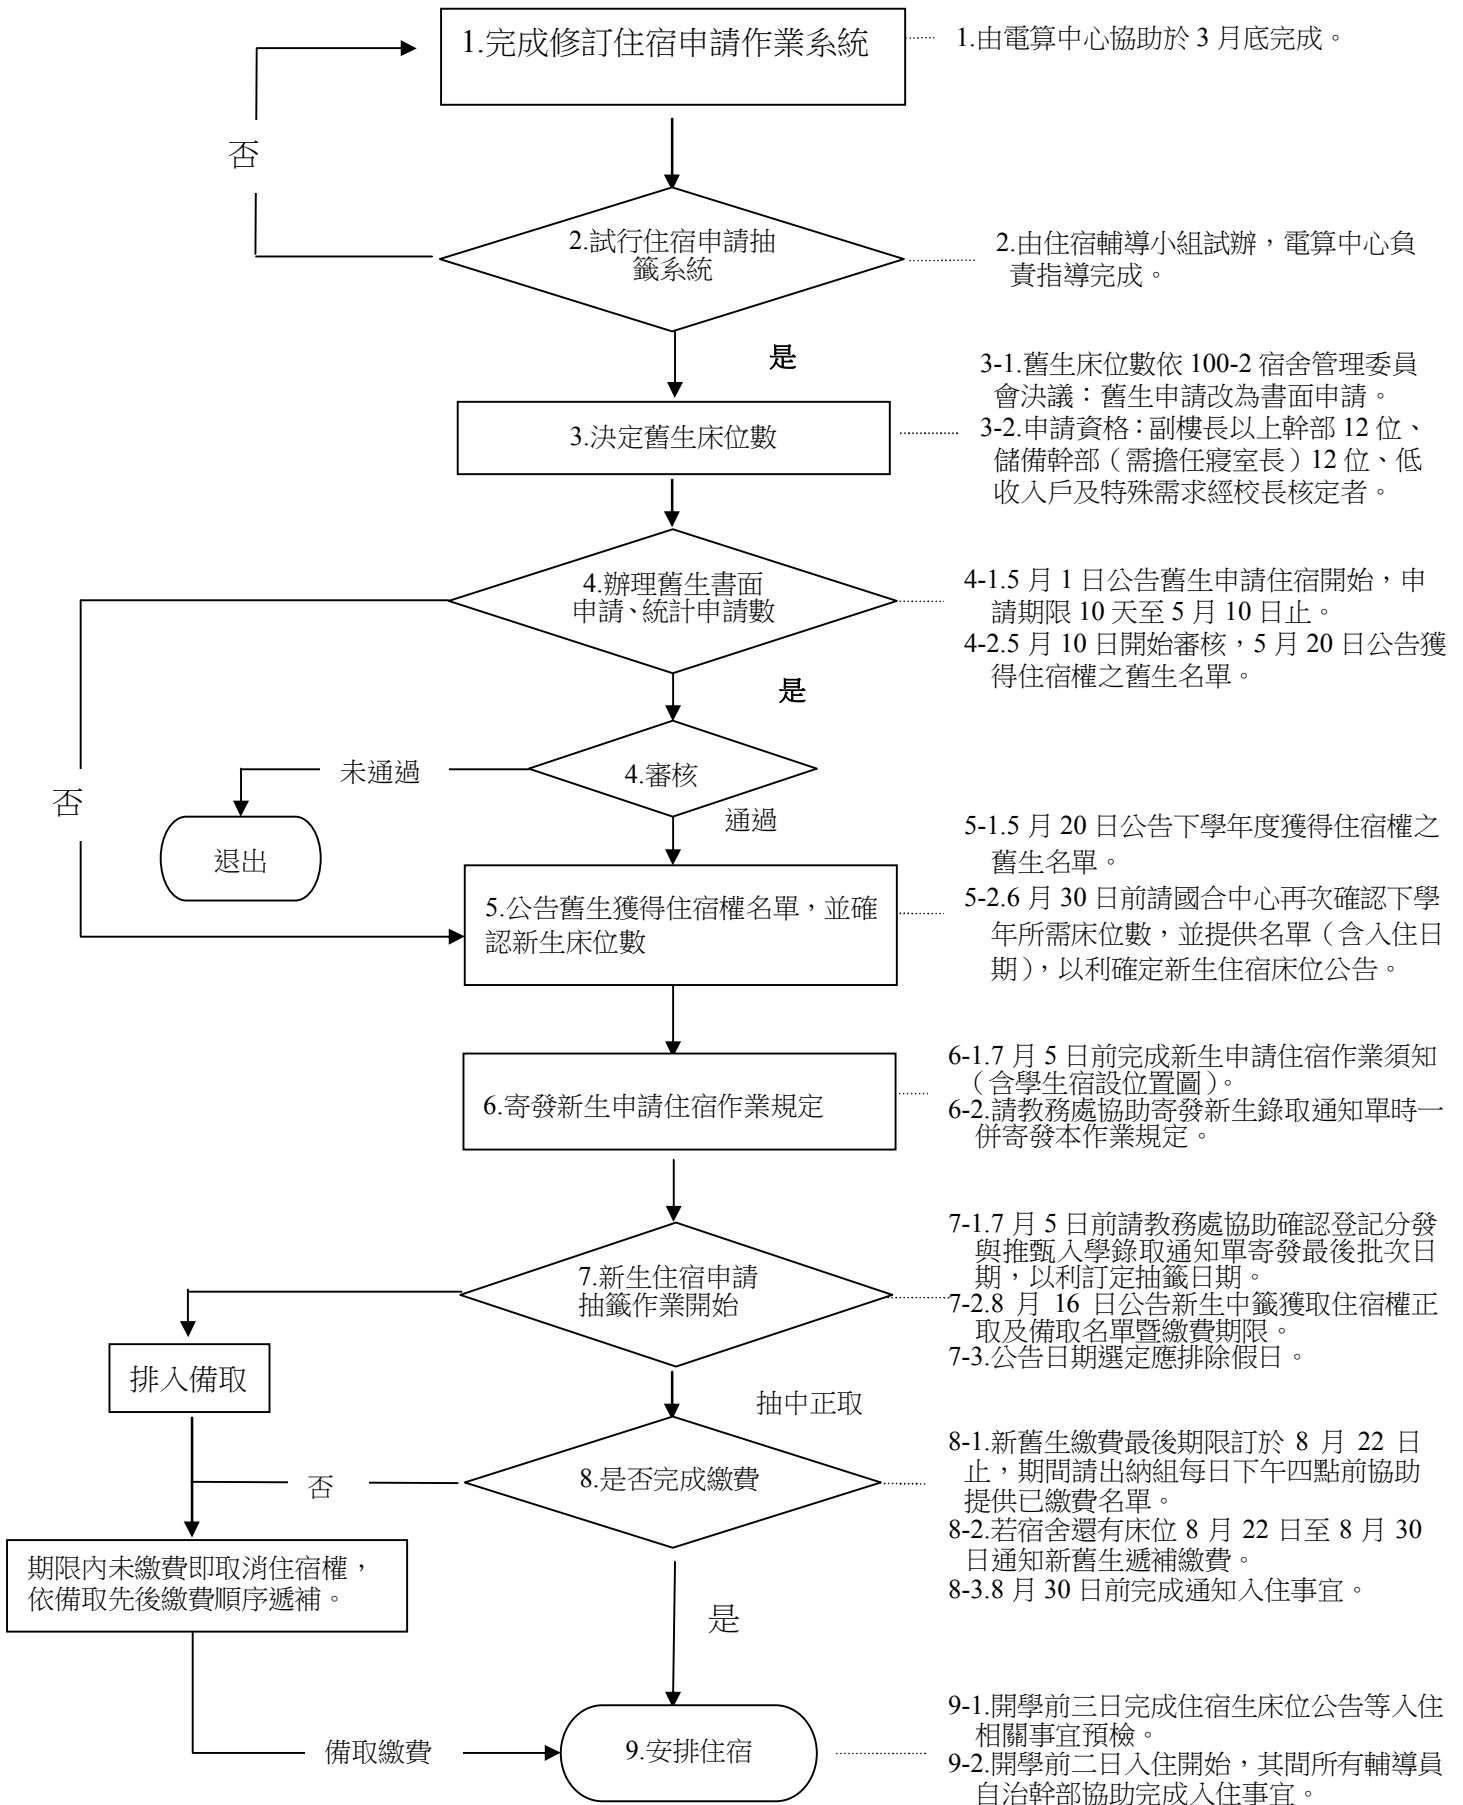 1.完成修訂住宿申請作業系統
1.由電算中心協助於 3 月底完成。
否
2.試行住宿申請抽
籤系統
2.由住宿輔導小組試辦，電算中心負
責指導完成。
是
3.決定舊生床位數
3-1.舊生床位數依 100-2 宿舍管理委員
會決議：舊生申請改為書面申請。
3-2.申請資格：副樓長以上幹部 12 位、
儲備幹部（需擔任寢室長）12 位、低
收入戶及特殊需求經校長核定者。
4.辦理舊生書面
申請、統計申請數
4-1.5 月 1 日公告舊生申請住宿開始，申
請期限 10 天至 5 月 10 日止。
4-2.5 月 10 日開始審核，5 月 20 日公告獲
得住宿權之舊生名單。
是
否
4.審核
未通過
通過
退出
5.公告舊生獲得住宿權名單，並確
認新生床位數
5-1.5 月 20 日公告下學年度獲得住宿權之
舊生名單。
5-2.6 月 30 日前請國合中心再次確認下學
年所需床位數，並提供名單（含入住日
期），以利確定新生住宿床位公告。
6.寄發新生申請住宿作業規定
6-1.7 月 5 日前完成新生申請住宿作業須知
（含學生宿設位置圖）。
6-2.請教務處協助寄發新生錄取通知單時一
併寄發本作業規定。
7.新生住宿申請
抽籤作業開始
7-1.7 月 5 日前請教務處協助確認登記分發
與推甄入學錄取通知單寄發最後批次日
期，以利訂定抽籤日期。
7-2.8 月 16 日公告新生中籤獲取住宿權正
取及備取名單暨繳費期限。
7-3.公告日期選定應排除假日。
排入備取
抽中正取
8.是否完成繳費
否
8-1.新舊生繳費最後期限訂於 8 月 22 日
止，期間請出納組每日下午四點前協助
提供已繳費名單。
8-2.若宿舍還有床位 8 月 22 日至 8 月 30
日通知新舊生遞補繳費。
8-3.8 月 30 日前完成通知入住事宜。
期限內未繳費即取消住宿權，
依備取先後繳費順序遞補。
是
備取繳費
9.安排住宿
9-1.開學前三日完成住宿生床位公告等入住
相關事宜預檢。
9-2.開學前二日入住開始，其間所有輔導員
自治幹部協助完成入住事宜。